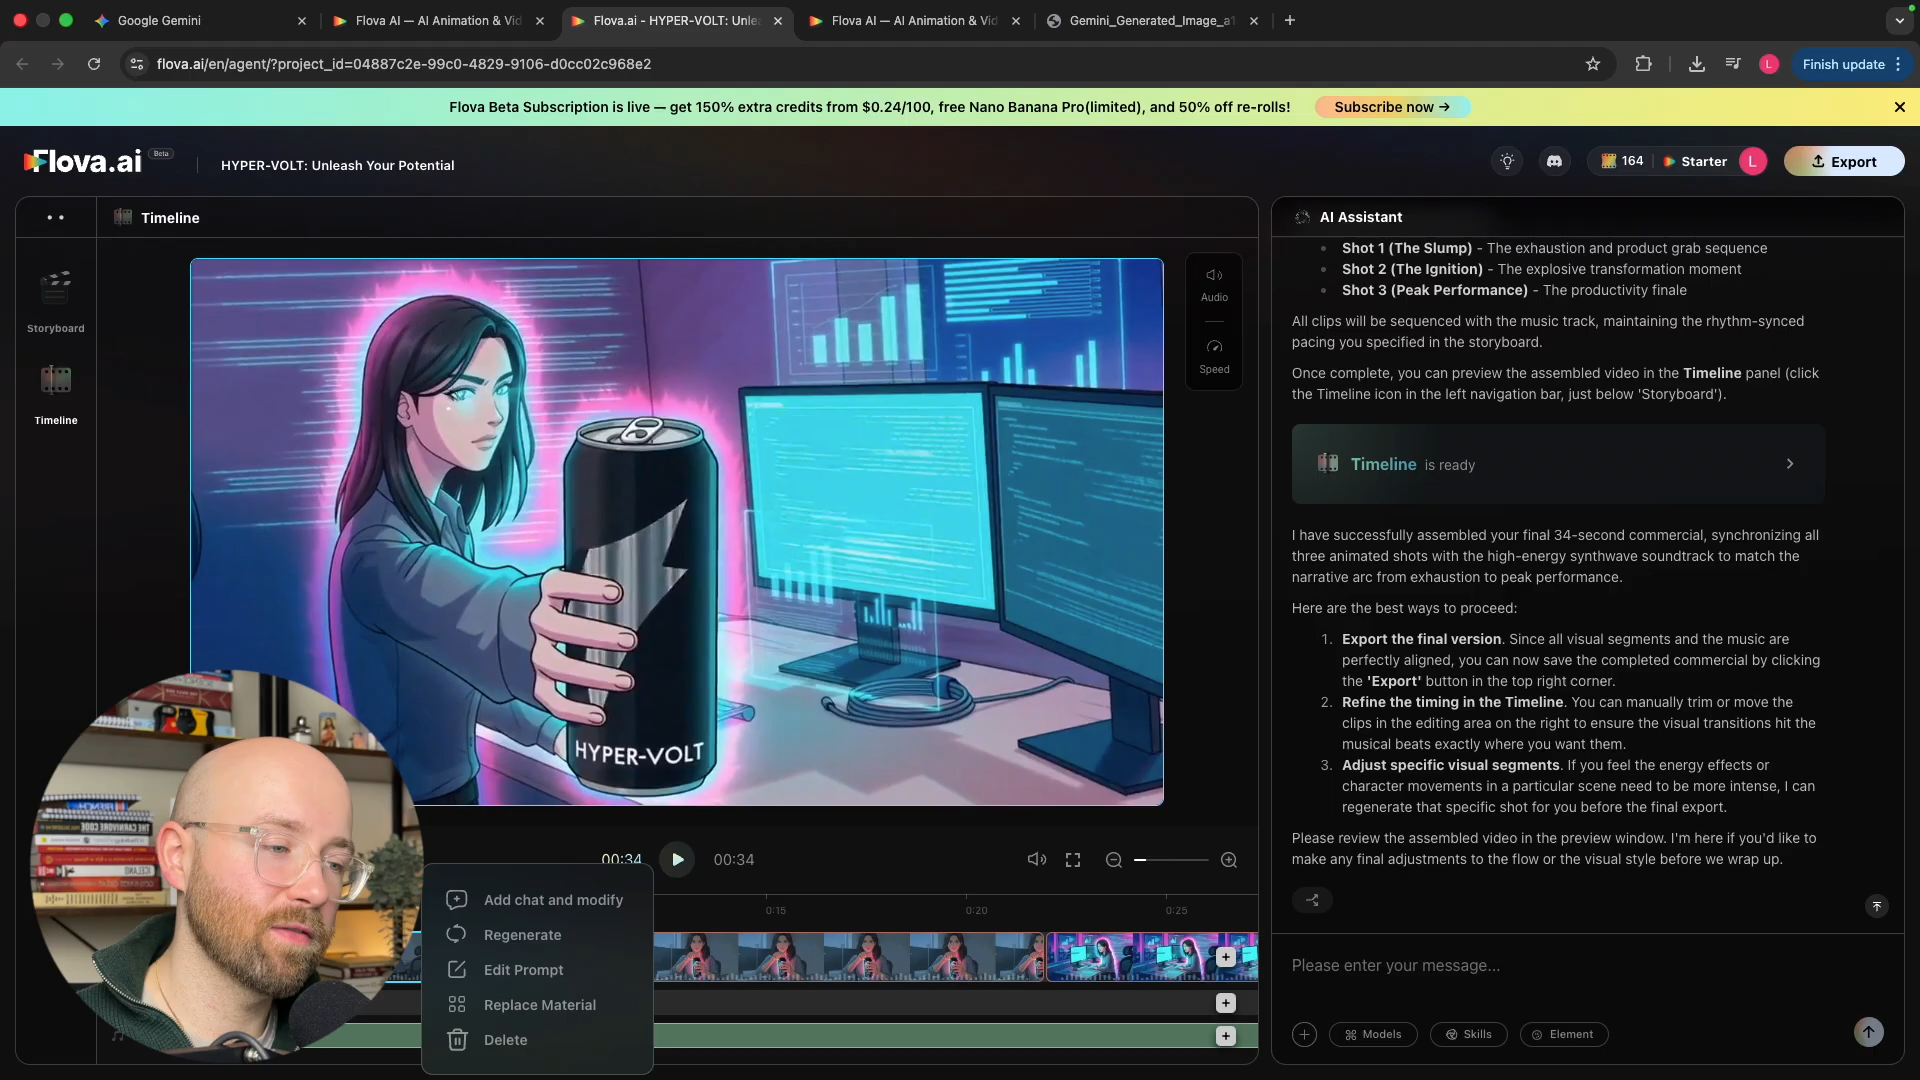 Google Gemini
Flova AI — AI Animation & Vid
Flova.ai - HYPER-VOLT: Unlea
Flova AI — AI Animation & Vid
Gemini_Generated_Image_a1
flova.ai/en/agent/?project_id=04887c2e-99c0-4829-9106-d0cc02c968e2
L
Finish update
Flova Beta Subscription is live — get 150% extra credits from $0.24/100, free Nano Banana Pro(limited), and 50% off re-rolls!
Subscribe now →
Flova.ai
Beta
HYPER-VOLT: Unleash Your Potential
164
Starter
L
Export
Timeline
Storyboard
Timeline
Audio
Speed
HYPER-VOLT
00:34
00:34
0:15
0:20
0:25
Add chat and modify
Regenerate
Edit Prompt
Replace Material
Delete
THE CARNIVORE CODE
ICELAND
AI Assistant
• Shot 1 (The Slump) - The exhaustion and product grab sequence
• Shot 2 (The Ignition) - The explosive transformation moment
• Shot 3 (Peak Performance) - The productivity finale
All clips will be sequenced with the music track, maintaining the rhythm-synced
pacing you specified in the storyboard.
Once complete, you can preview the assembled video in the Timeline panel (click
the Timeline icon in the left navigation bar, just below 'Storyboard').
Timeline is ready
I have successfully assembled your final 34-second commercial, synchronizing all
three animated shots with the high-energy synthwave soundtrack to match the
narrative arc from exhaustion to peak performance.
Here are the best ways to proceed:
1. Export the final version. Since all visual segments and the music are
perfectly aligned, you can now save the completed commercial by clicking
the 'Export' button in the top right corner.
2. Refine the timing in the Timeline. You can manually trim or move the
clips in the editing area on the right to ensure the visual transitions hit the
musical beats exactly where you want them.
3. Adjust specific visual segments. If you feel the energy effects or
character movements in a particular scene need to be more intense, I can
regenerate that specific shot for you before the final export.
Please review the assembled video in the preview window. I'm here if you'd like to
make any final adjustments to the flow or the visual style before we wrap up.
Please enter your message...
Models
Skills
Element